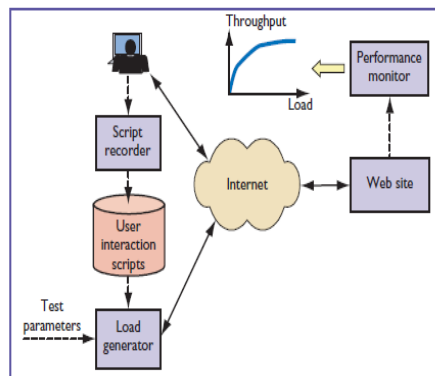 Throughput
Load
Performance
monitor
Script
recorder
Internet
Web site
User
interaction
scripts
Test
parameters
Load
generator